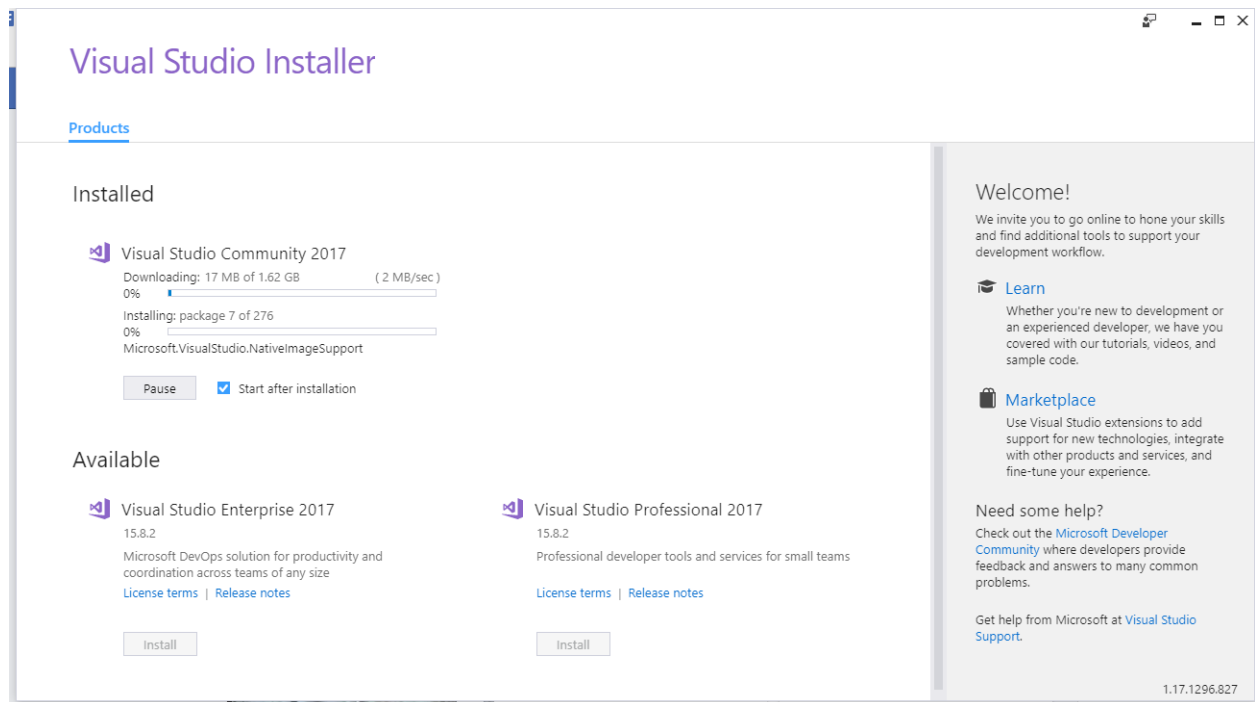 Visual Studio Installer
Products
Installed
Visual Studio Community 2017
Downloading: 17 MB of 1.62 GB ( 2 MB/sec )
0%
Installing: package 7 of 276
0%
Microsoft.VisualStudio.NativeImageSupport
Pause Start after installation
Available
Visual Studio Enterprise 2017
15.8.2
Microsoft DevOps solution for productivity and
coordination across teams of any size
License terms | Release notes
Install
Visual Studio Professional 2017
15.8.2
Professional developer tools and services for small teams
License terms | Release notes
Install
Welcome!
We invite you to go online to hone your skills
and find additional tools to support your
development workflow.
Learn
Whether you're new to development or
an experienced developer, we have you
covered with our tutorials, videos, and
sample code.
Marketplace
Use Visual Studio extensions to add
support for new technologies, integrate
with other products and services, and
fine-tune your experience.
Need some help?
Check out the Microsoft Developer
Community where developers provide
feedback and answers to many common
problems.
Get help from Microsoft at Visual Studio
Support.
1.17.1296.827